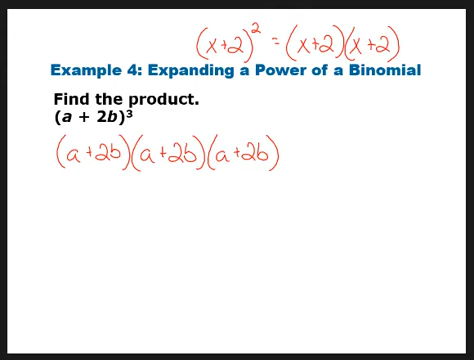 (x+2)² = (x+2)(x+2)
Example 4: Expanding a Power of a Binomial
Find the product.
(a + 2b)³
(a+2b)(a+2b)(a+2b)